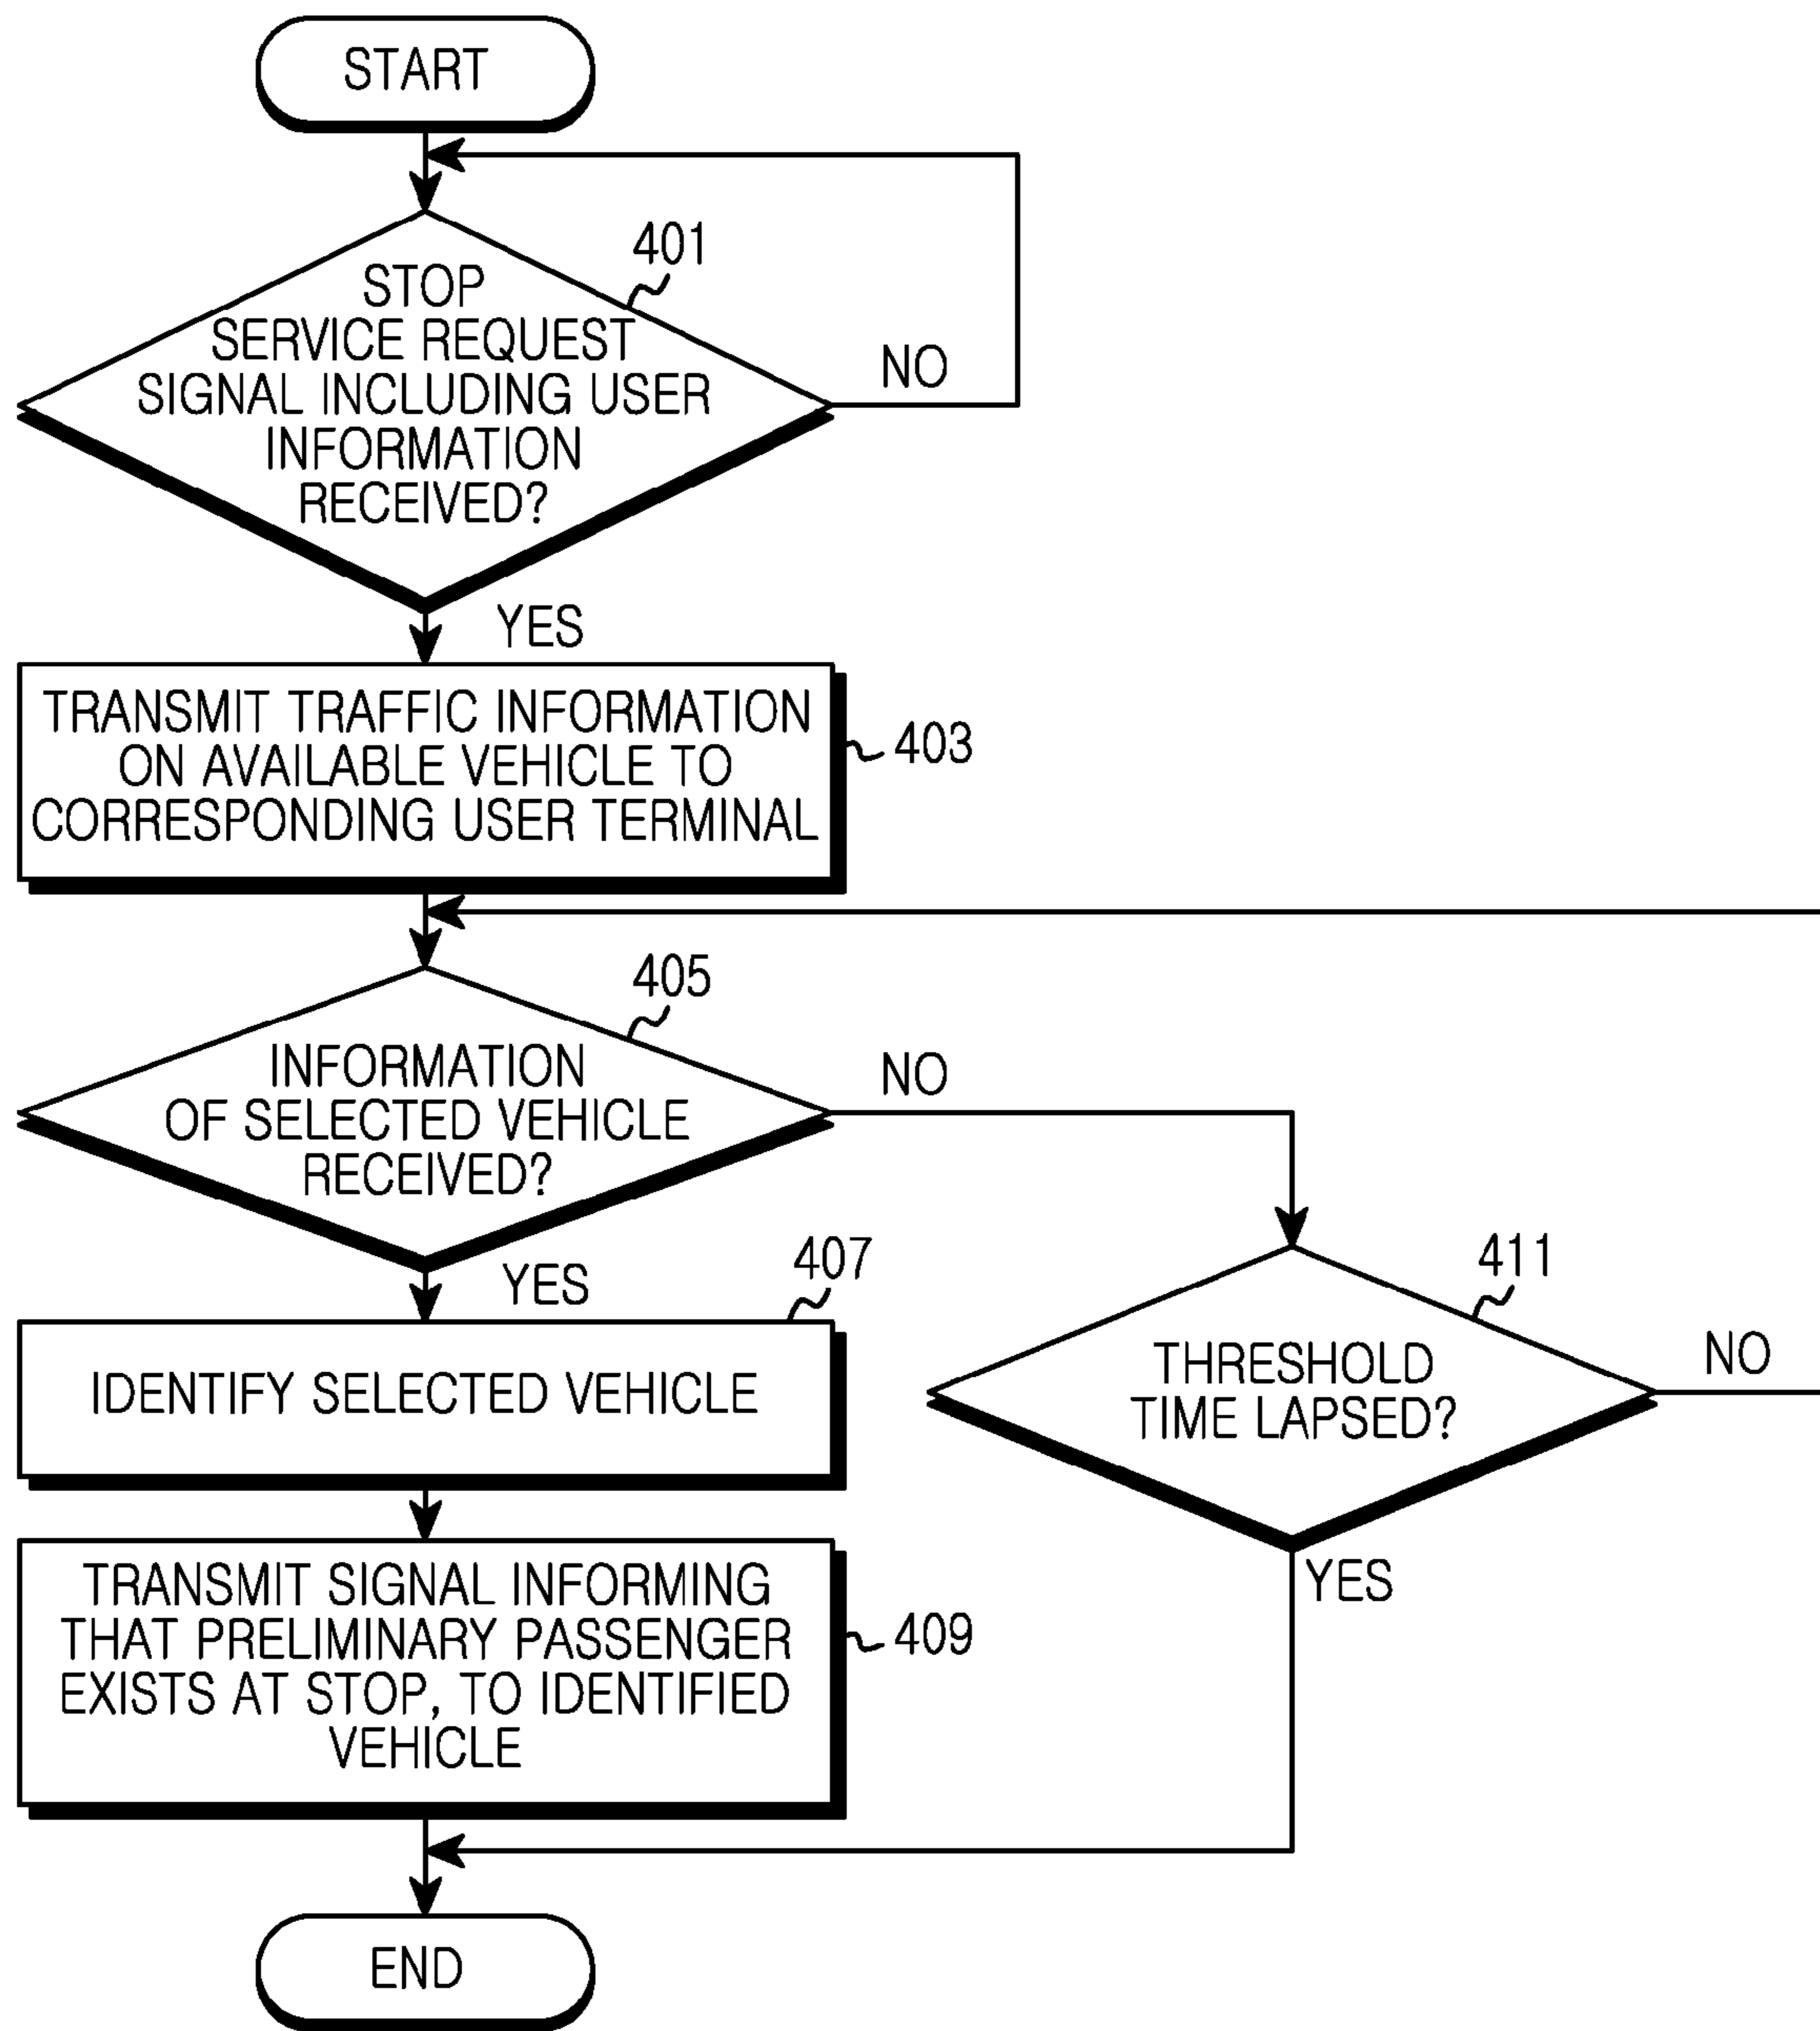 START
401
STOP
SERVICE REQUEST
SIGNAL INCLUDING USER
INFORMATION
RECEIVED?
NO
YES
TRANSMIT TRAFFIC INFORMATION
ON AVAILABLE VEHICLE TO
CORRESPONDING USER TERMINAL
403
405
INFORMATION
OF SELECTED VEHICLE
RECEIVED?
NO
YES
407
IDENTIFY SELECTED VEHICLE
411
THRESHOLD
TIME LAPSED?
NO
YES
TRANSMIT SIGNAL INFORMING
THAT PRELIMINARY PASSENGER
EXISTS AT STOP, TO IDENTIFIED
VEHICLE
409
END